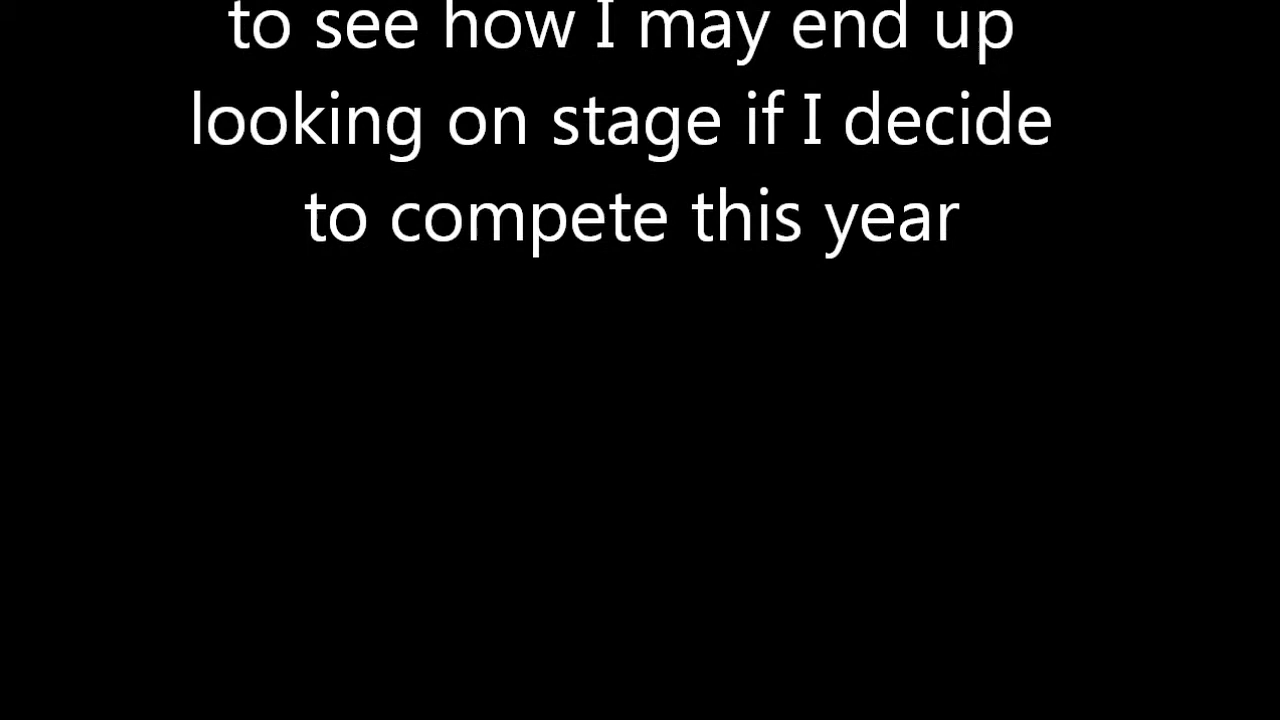 to see how I may end up
looking on stage if I decide
to compete this year